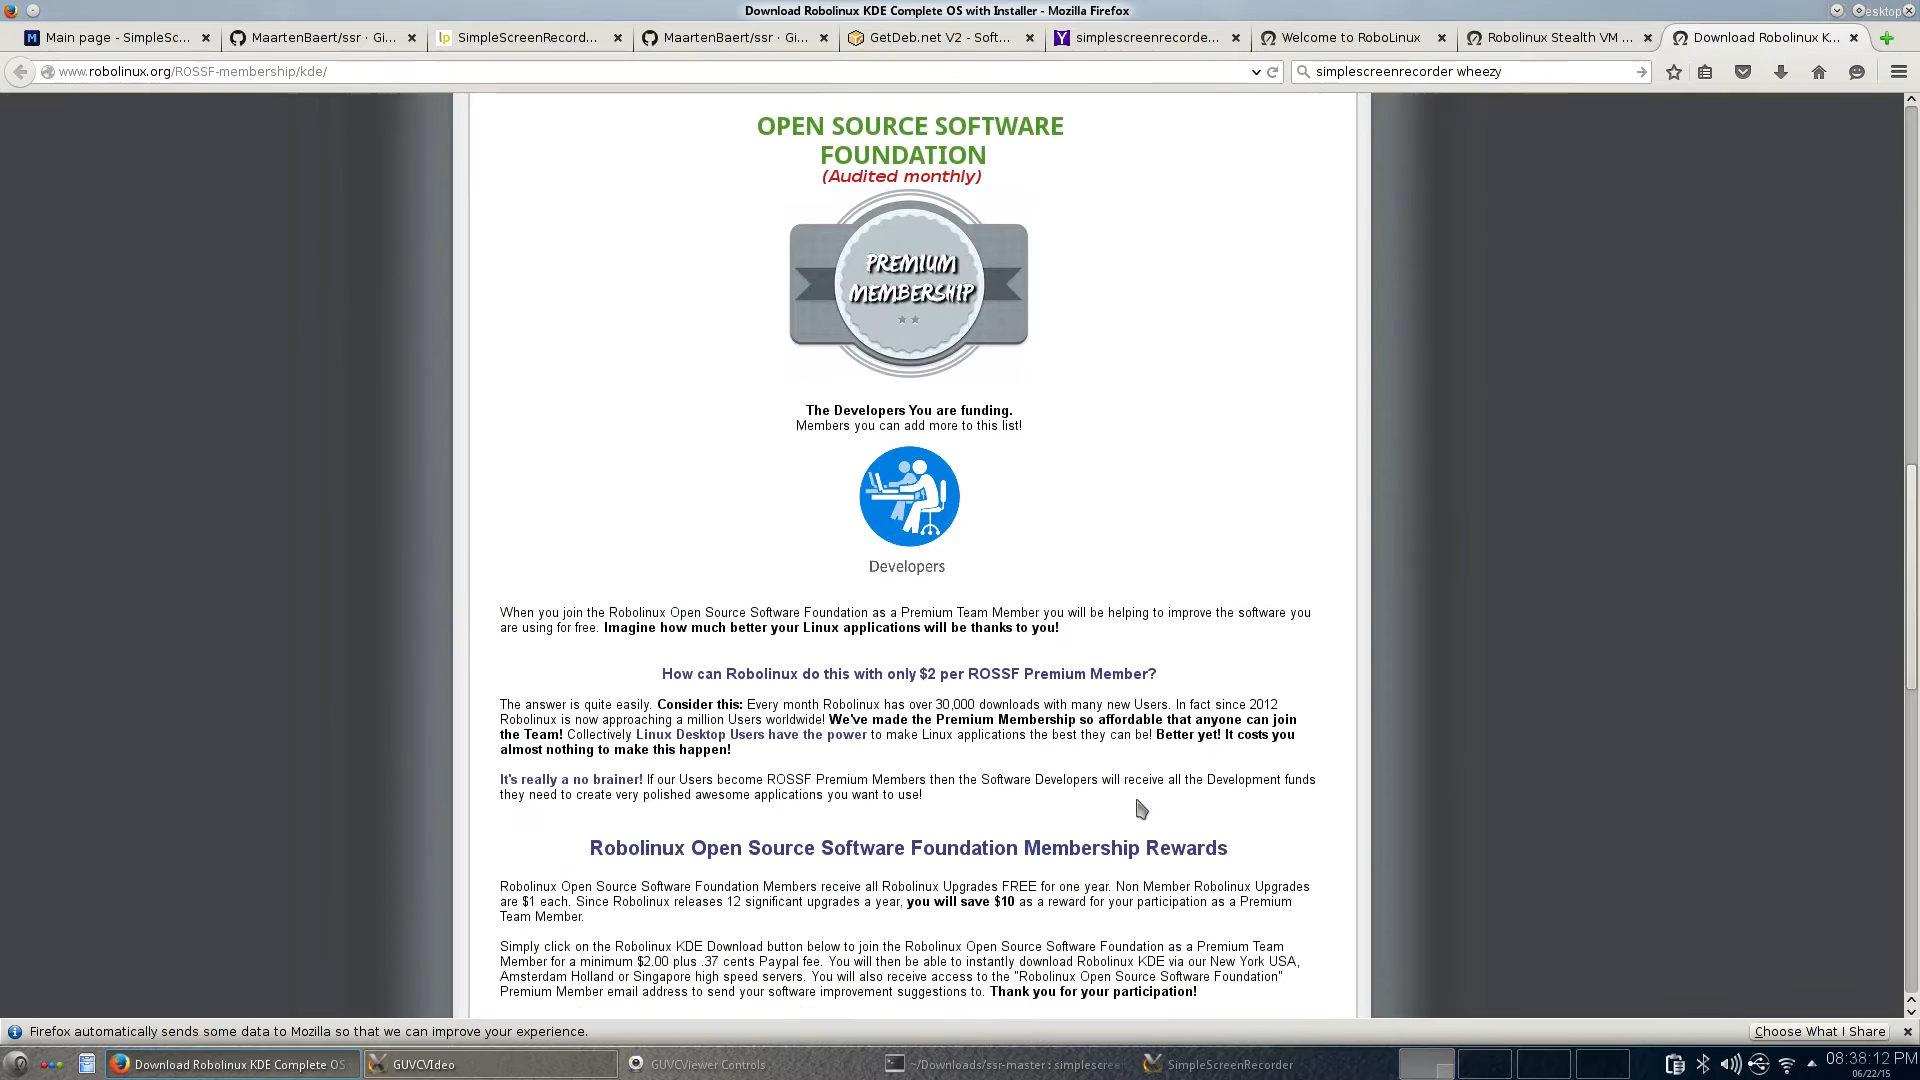 Download Robolinux KDE Complete OS with Installer - Mozilla Firefox
esktop
Main page - SimpleSc...
MaartenBaert/ssr · Gi...
SimpleScreenRecord...
MaartenBaert/ssr · Gi...
GetDeb.net V2 - Soft...
simplescreenrecorde...
Welcome to RoboLinux
Robolinux Stealth VM ...
Download Robolinux K...
www.robolinux.org/ROSSF-membership/kde/
simplescreenrecorder wheezy
OPEN SOURCE SOFTWARE
FOUNDATION
(Audited monthly)
PREMIUM
MEMBERSHIP
The Developers You are funding.
Members you can add more to this list!
Developers
When you join the Robolinux Open Source Software Foundation as a Premium Team Member you will be helping to improve the software you
are using for free. Imagine how much better your Linux applications will be thanks to you!
How can Robolinux do this with only $2 per ROSSF Premium Member?
The answer is quite easily. Consider this: Every month Robolinux has over 30,000 downloads with many new Users. In fact since 2012
Robolinux is now approaching a million Users worldwide! We've made the Premium Membership so affordable that anyone can join
the Team! Collectively Linux Desktop Users have the power to make Linux applications the best they can be! Better yet! It costs you
almost nothing to make this happen!
It's really a no brainer! If our Users become ROSSF Premium Members then the Software Developers will receive all the Development funds
they need to create very polished awesome applications you want to use!
Robolinux Open Source Software Foundation Membership Rewards
Robolinux Open Source Software Foundation Members receive all Robolinux Upgrades FREE for one year. Non Member Robolinux Upgrades
are $1 each. Since Robolinux releases 12 significant upgrades a year, you will save $10 as a reward for your participation as a Premium
Team Member.
Simply click on the Robolinux KDE Download button below to join the Robolinux Open Source Software Foundation as a Premium Team
Member for a minimum $2.00 plus .37 cents Paypal fee. You will then be able to instantly download Robolinux KDE via our New York USA,
Amsterdam Holland or Singapore high speed servers. You will also receive access to the "Robolinux Open Source Software Foundation"
Premium Member email address to send your software improvement suggestions to. Thank you for your participation!
Firefox automatically sends some data to Mozilla so that we can improve your experience.
Choose What I Share
Download Robolinux KDE Complete OS
GUVCVIdeo
GUVCViewer Controls
~/Downloads/ssr-master : simplescree
SimpleScreenRecorder
08:38:12 PM
06/22/15